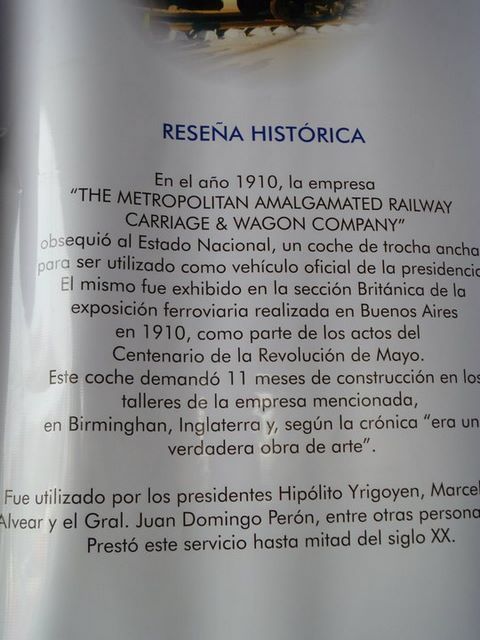 RESEÑA HISTÓRICA
En el año 1910, la empresa
“THE METROPOLITAN AMALGAMATED RAILWAY
CARRIAGE & WAGON COMPANY”
obsequió al Estado Nacional, un coche de trocha ancha
para ser utilizado como vehículo oficial de la presidencia
El mismo fue exhibido en la sección Británica de la
exposición ferroviaria realizada en Buenos Aires
en 1910, como parte de los actos del
Centenario de la Revolución de Mayo.
Este coche demandó 11 meses de construcción en los
talleres de la empresa mencionada,
en Birminghan, Inglaterra y, según la crónica “era un
verdadera obra de arte”.
Fue utilizado por los presidentes Hipólito Yrigoyen, Marcel
Alvear y el Gral. Juan Domingo Perón, entre otras persona
Prestó este servicio hasta mitad del siglo XX.